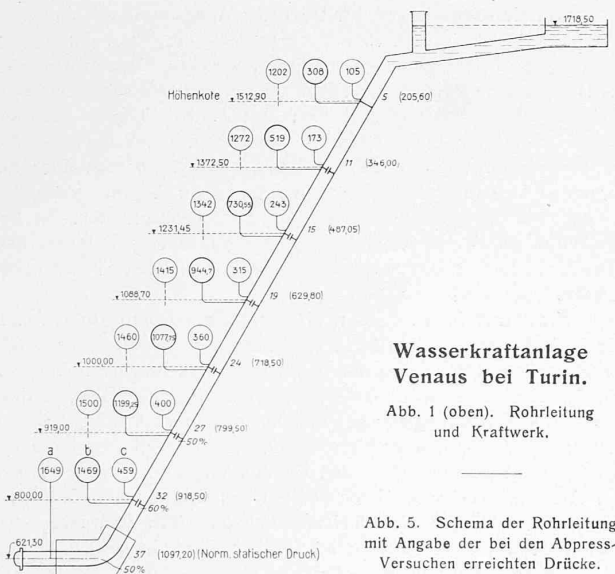 1718,50
1202 308 105
Höhenkote 1512,90 5 (205,60)
1272 519 173
1372,50 11 (346,00)
1342 730,55 243
1231,45 15 (487,05)
1415 944,7 315
1088,70 19 (629,80)
1460 1077,75 360
1000,00 24 (718,50)
1500 1199,25 400
919,00 27 (799,50)
50%
a b c
1649 1469 459
800,00 32 (918,50)
60%
621,30
37 (1097,20) (Norm. statischer Druck)
50%
Wasserkraftanlage
Venaus bei Turin.
Abb. 1 (oben). Rohrleitung
und Kraftwerk.
Abb. 5. Schema der Rohrleitung
mit Angabe der bei den Abpress-
Versuchen erreichten Drücke.